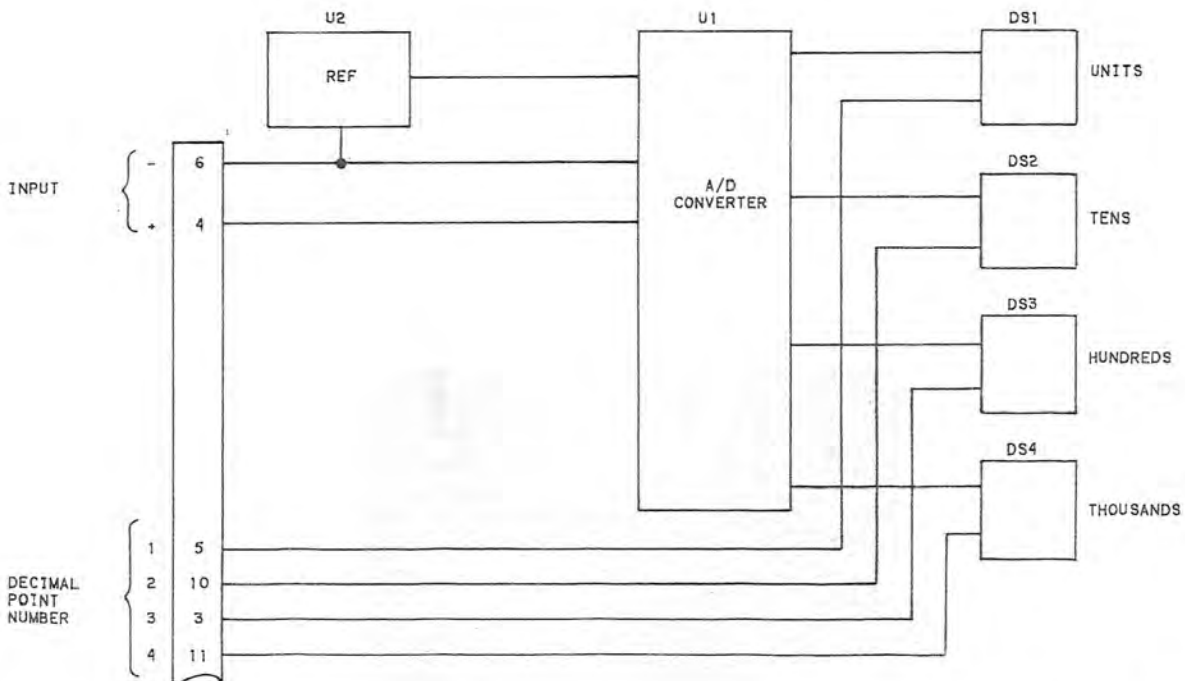 U2
U1
DS1
REF
UNITS
INPUT
-
6
+
4
A/D
CONVERTER
DS2
TENS
DS3
HUNDREDS
DS4
THOUSANDS
DECIMAL
POINT
NUMBER
1 5
2 10
3 3
4 11